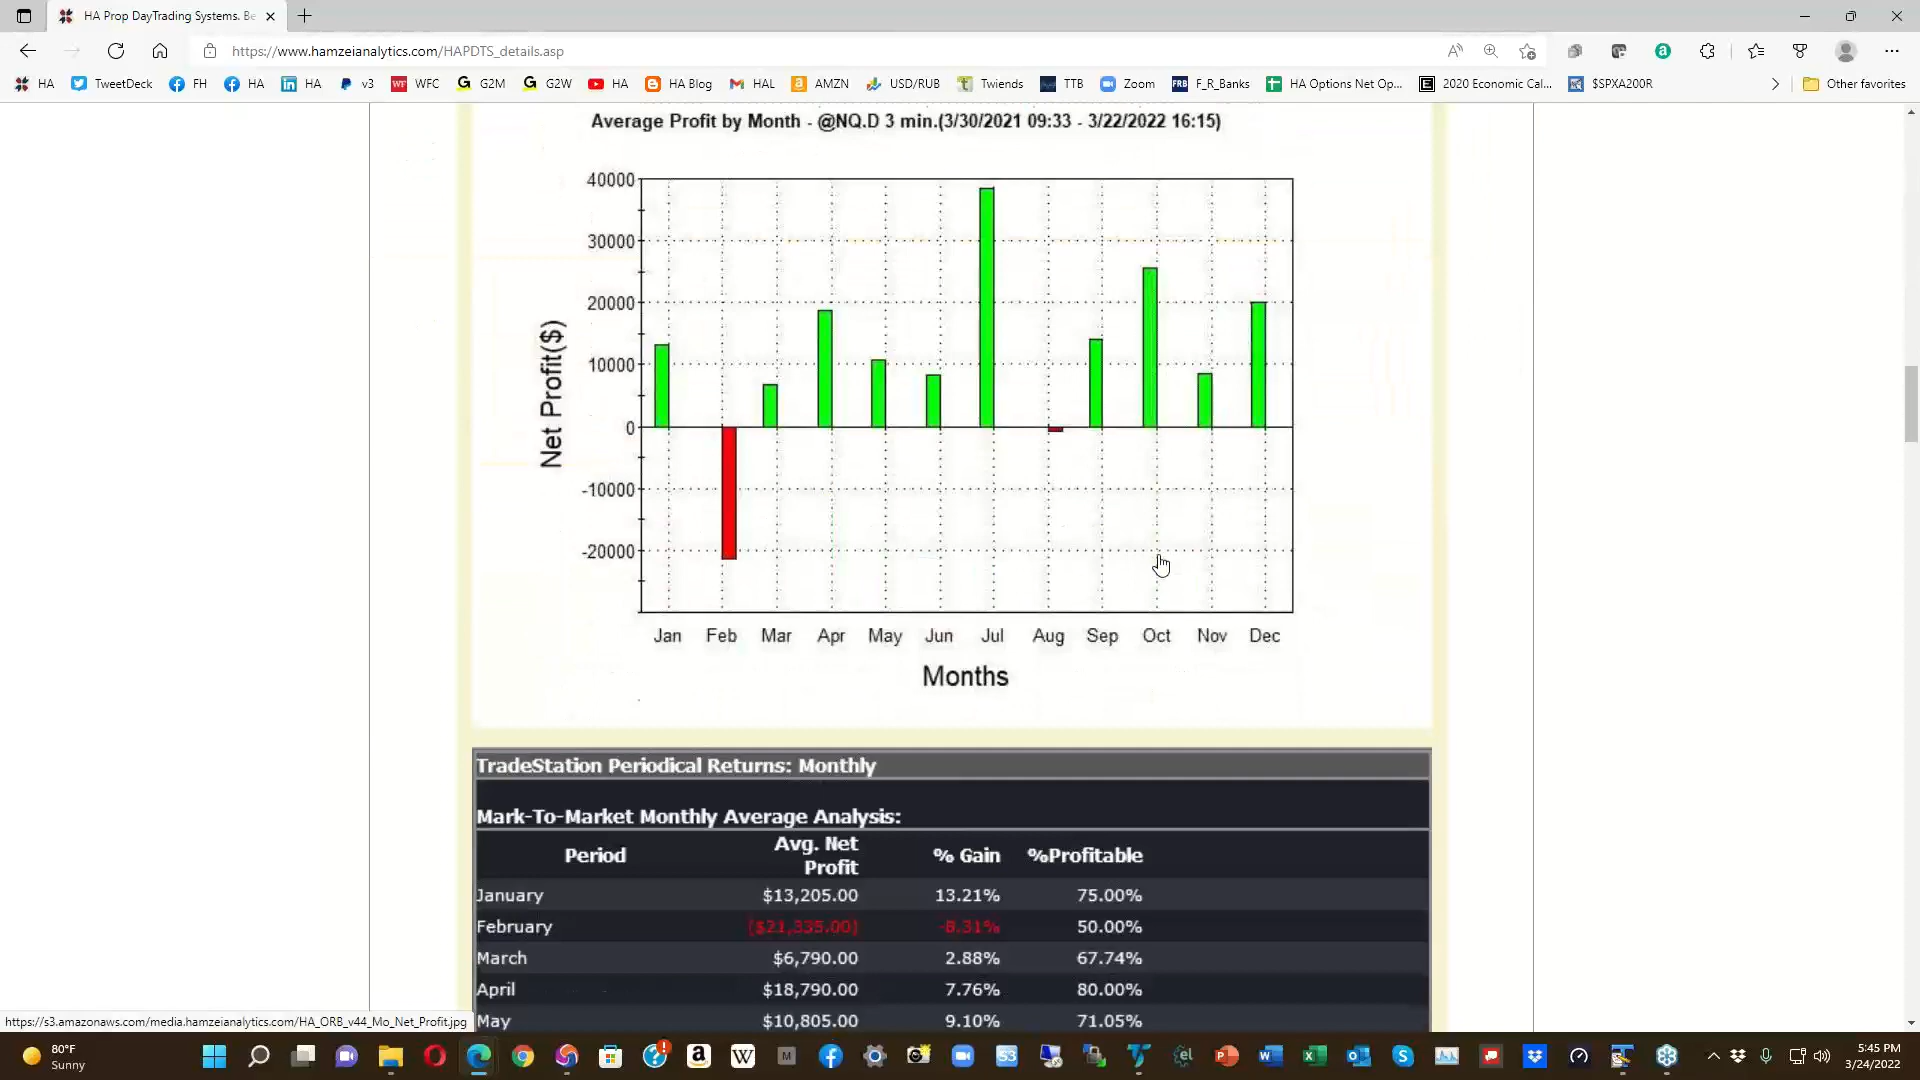 HA Prop DayTrading Systems. Be
https://www.hamzeianalytics.com/HAPDTS_details.asp
HA TweetDeck FH HA HA v3 WFC G2M G2W HA HA Blog HAL AMZN USD/RUB Twiends TTB Zoom F_R_Banks HA Options Net Op... 2020 Economic Cal... $SPXA200R Other favorites
Average Profit by Month - @NQ.D 3 min.(3/30/2021 09:33 - 3/22/2022 16:15)
40000
30000
20000
10000
0
-10000
-20000
Net Profit($)
Jan Feb Mar Apr May Jun Jul Aug Sep Oct Nov Dec
Months
TradeStation Periodical Returns: Monthly
Mark-To-Market Monthly Average Analysis:
Period Avg. Net Profit % Gain %Profitable
January $13,205.00 13.21% 75.00%
February ($21,335.00) -8.31% 50.00%
March $6,790.00 2.88% 67.74%
April $18,790.00 7.76% 80.00%
May $10,805.00 9.10% 71.05%
https://s3.amazonaws.com/media.hamzeianalytics.com/HA_ORB_v44_Mo_Net_Profit.jpg
80°F
Sunny
5:45 PM
3/24/2022